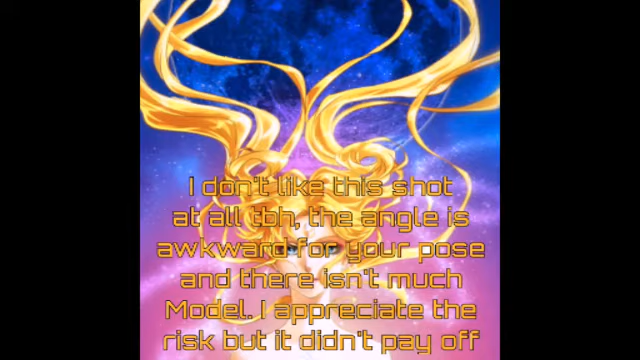 I don't like this shot
at all tbh, the angle is
awkward for your pose
and there isn't much
Model. I appreciate the
risk but it didn't pay off